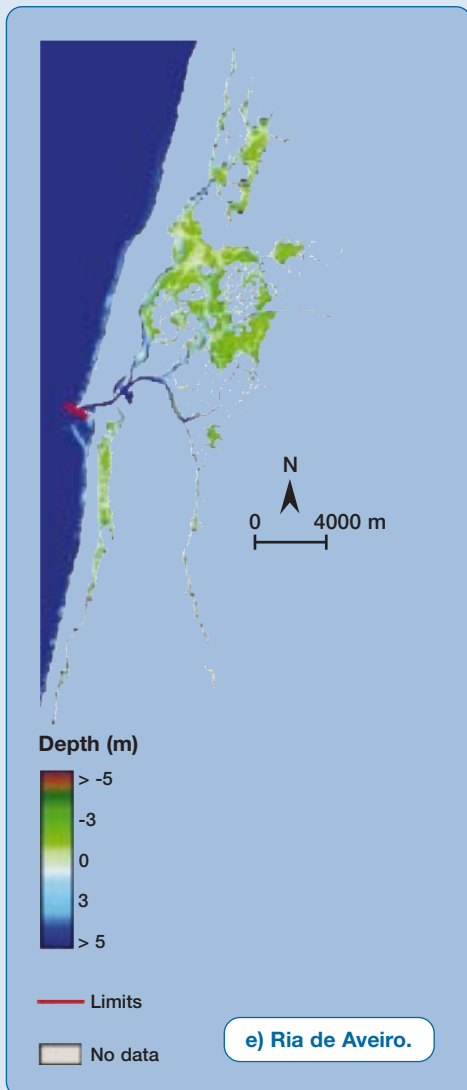 N
0 4000 m
Depth (m)
> -5
-3
0
3
> 5
Limits
No data
e) Ria de Aveiro.